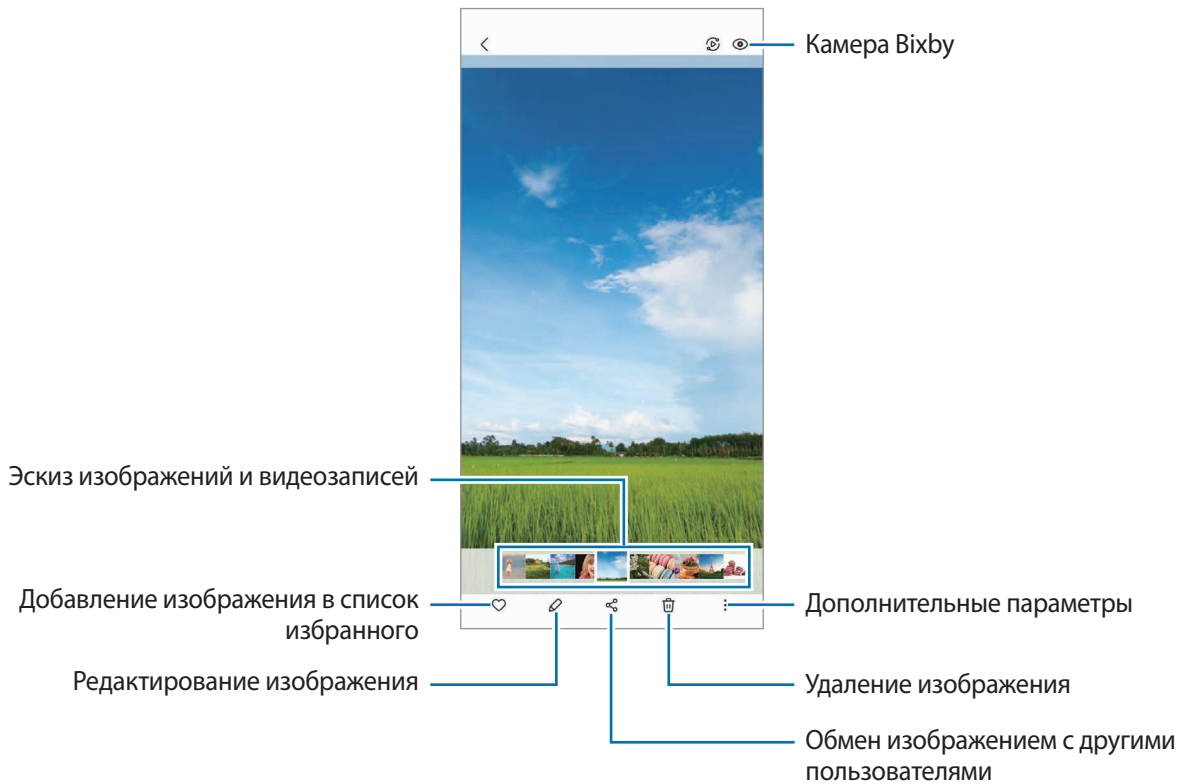 Камера Bixby
Эскиз изображений и видеозаписей
Добавление изображения в список
избранного
Дополнительные параметры
Редактирование изображения
Удаление изображения
Обмен изображением с другими
пользователями